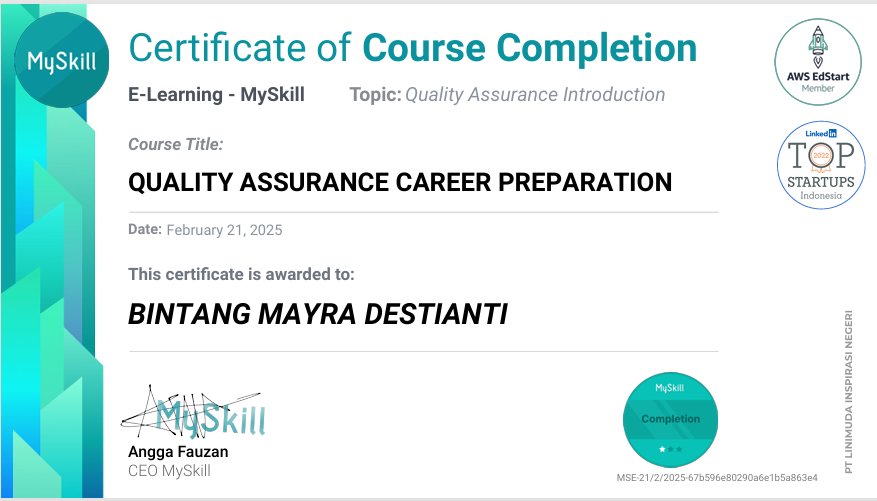 MySkill
Certificate of Course Completion
E-Learning - MySkill Topic: Quality Assurance Introduction
Course Title:
QUALITY ASSURANCE CAREER PREPARATION
Date: February 21, 2025
This certificate is awarded to:
BINTANG MAYRA DESTIANTI
MySkill
Angga Fauzan
CEO MySkill
AWS EdStart
Member
LinkedIn
TOP
2022
STARTUPS
Indonesia
PT LINIMUDA INSPIRASI NEGERI
MySkill
Completion
MSE-21/2/2025-67b596e80290a6e1b5a863e4